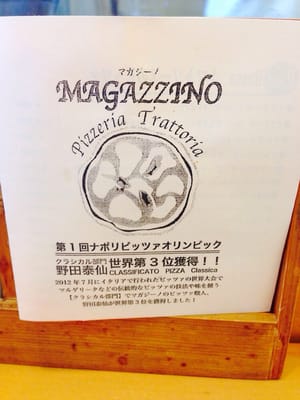 マガジーノ
MAGAZZINO
Pizzeria Trattoria
第1回ナポリピッツァオリンピック
クラシカル部門 世界第3位獲得!!
野田泰仙 CLASSIFICATO PIZZA Classica
2012年7月にイタリアで行われたピッツァの世界大会で
マルゲリータなどの伝統的なピッツァの技法や味を競う
【クラシカル部門】でマガジーノのピッツァ職人、
野田泰仙が世界第3位を獲得しました!